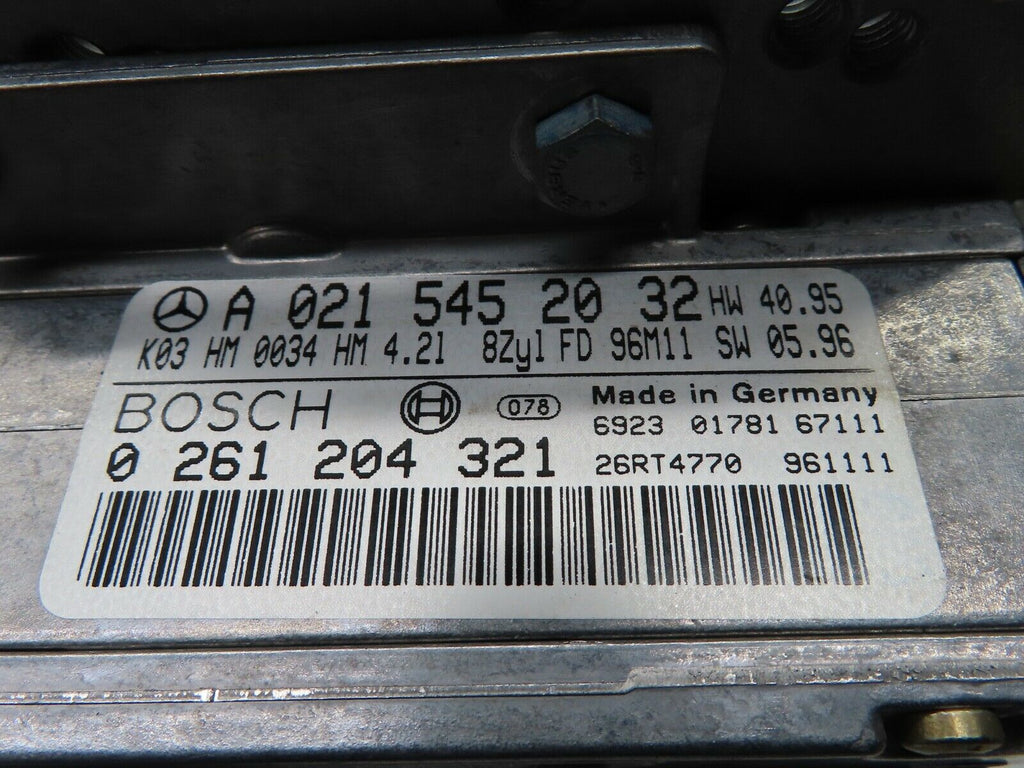 A 021 545 20 32 HW 40.95
K03 HM 0034 HM 4.2l 8Zyl FD 96M11 SW 05.96
BOSCH 078 Made in Germany
6923 01781 67111
0 261 204 321 26RT4770 961111